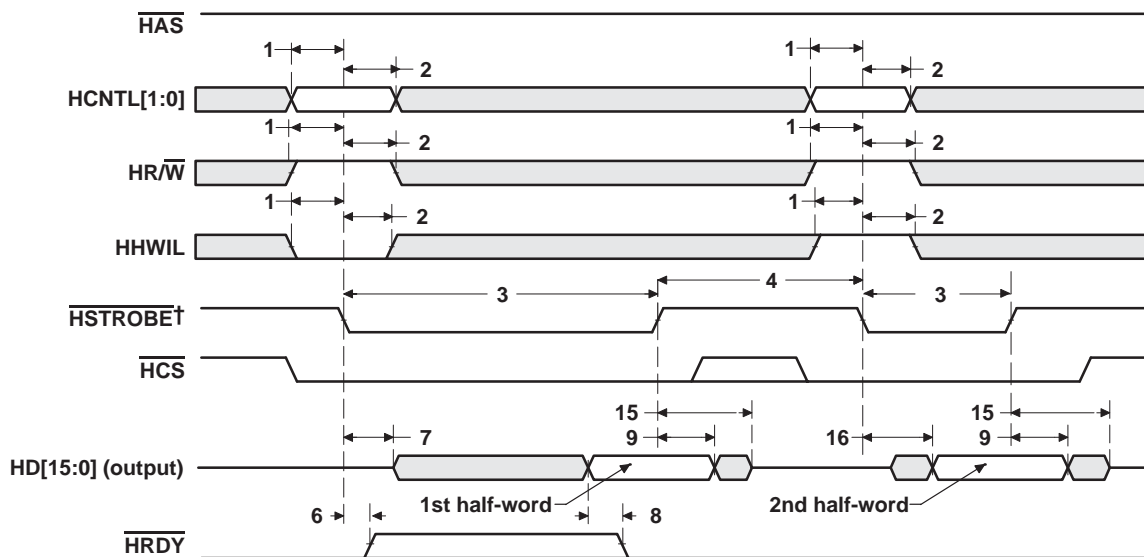 HAS
1 1
2 2
HCNTL[1:0]
1 1
2 2
HR/W
1 1
2 2
HHWIL
4
3 3
HSTROBE†
HCS
15 15
7 9 16 9
HD[15:0] (output)
1st half-word 2nd half-word
6 8
HRDY